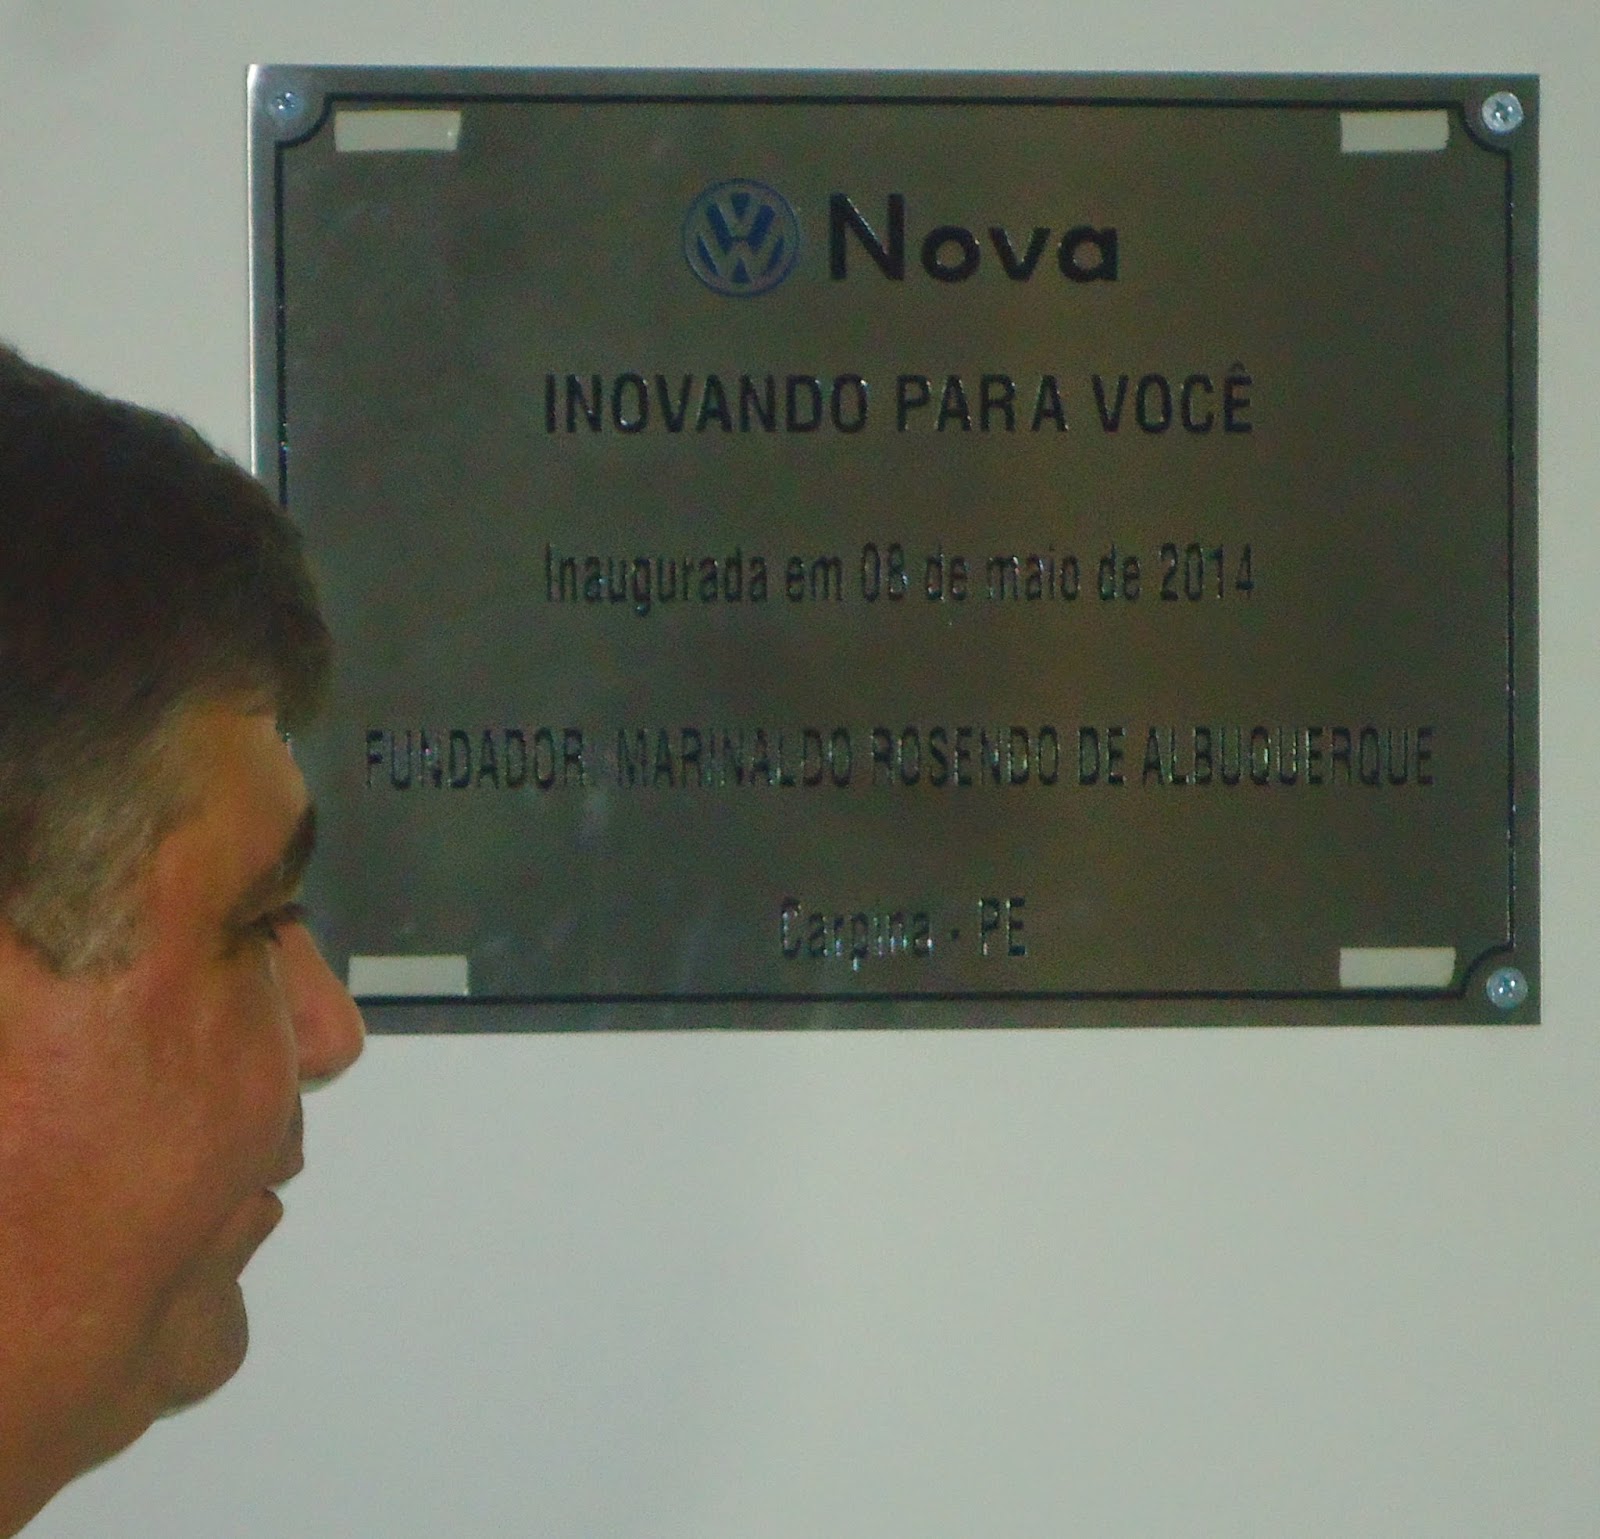 Nova
INOVANDO PARA VOCÊ
Inaugurada em 08 de maio de 2014
FUNDADOR: MARINALDO ROSENDO DE ALBUQUERQUE
Carpina - PE